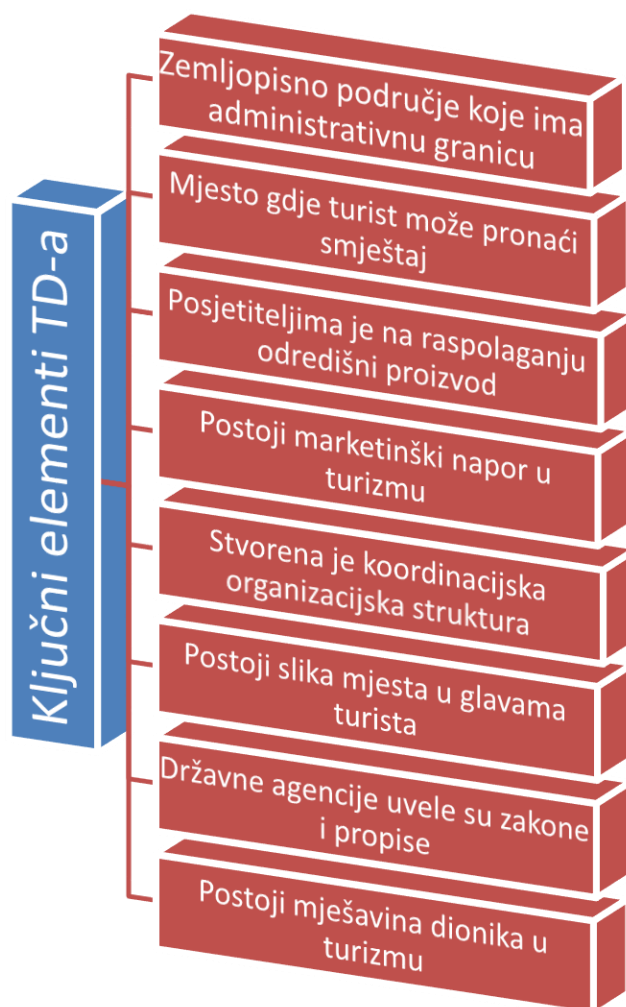 Ključni elementi TD-a
Zemljopisno područje koje ima
administrativnu granicu
Mjesto gdje turist može pronaći
smještaj
Posjetiteljima je na raspolaganju
odredišni proizvod
Postoji marketinški napor u
turizmu
Stvorena je koordinacijska
organizacijska struktura
Postoji slika mjesta u glavama
turista
Državne agencije uvele su zakone
i propise
Postoji mješavina dionika u
turizmu